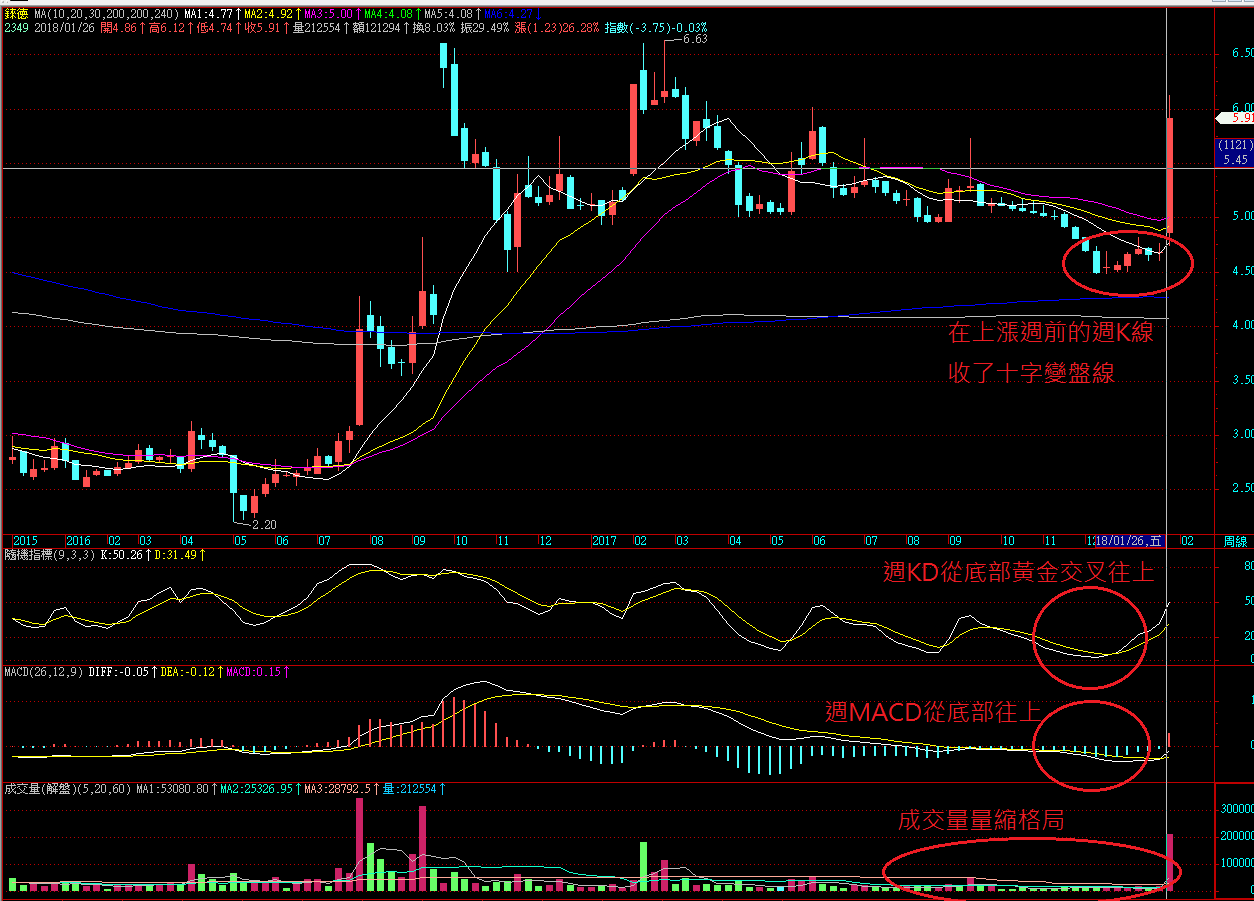 錸德 MA(10,20,30,200,200,240) MA1:4.77↑MA2:4.92↑MA3:5.00↑MA4:4.08↑MA5:4.08↑
2349 2018/01/26 開4.86↑高6.12↑低4.74↑收5.91↑量212554↑額121294↑換8.03% 振29.49% 漲(1.23)26.28% 指數(-3.75)-0.03%
6.63
6.50
6.00
5.91
(1121)
5.45
5.00
4.50
4.00
3.50
3.00
2.50
在上漲週前的週K線
收了十字變盤線
2.20
2015 2016 02 03 04 05 06 07 08 09 10 11 12 2017 02 03 04 05 06 07 08 09 10 11 12 18/01/26,五 02 周線
隨機指標(9,3,3) K:50.26↑D:31.49↑
週KD從底部黃金交叉往上
80
50
20
0
MACD(26,12,9) DIFF:-0.05↑DEA:-0.12↑MACD:0.15↑
週MACD從底部往上
1
0
成交量(解盤)(5,20,60) MA1:53080.80↑MA2:25326.95↑MA3:28792.5↑量:212554↑
成交量量縮格局
300000
200000
100000
0